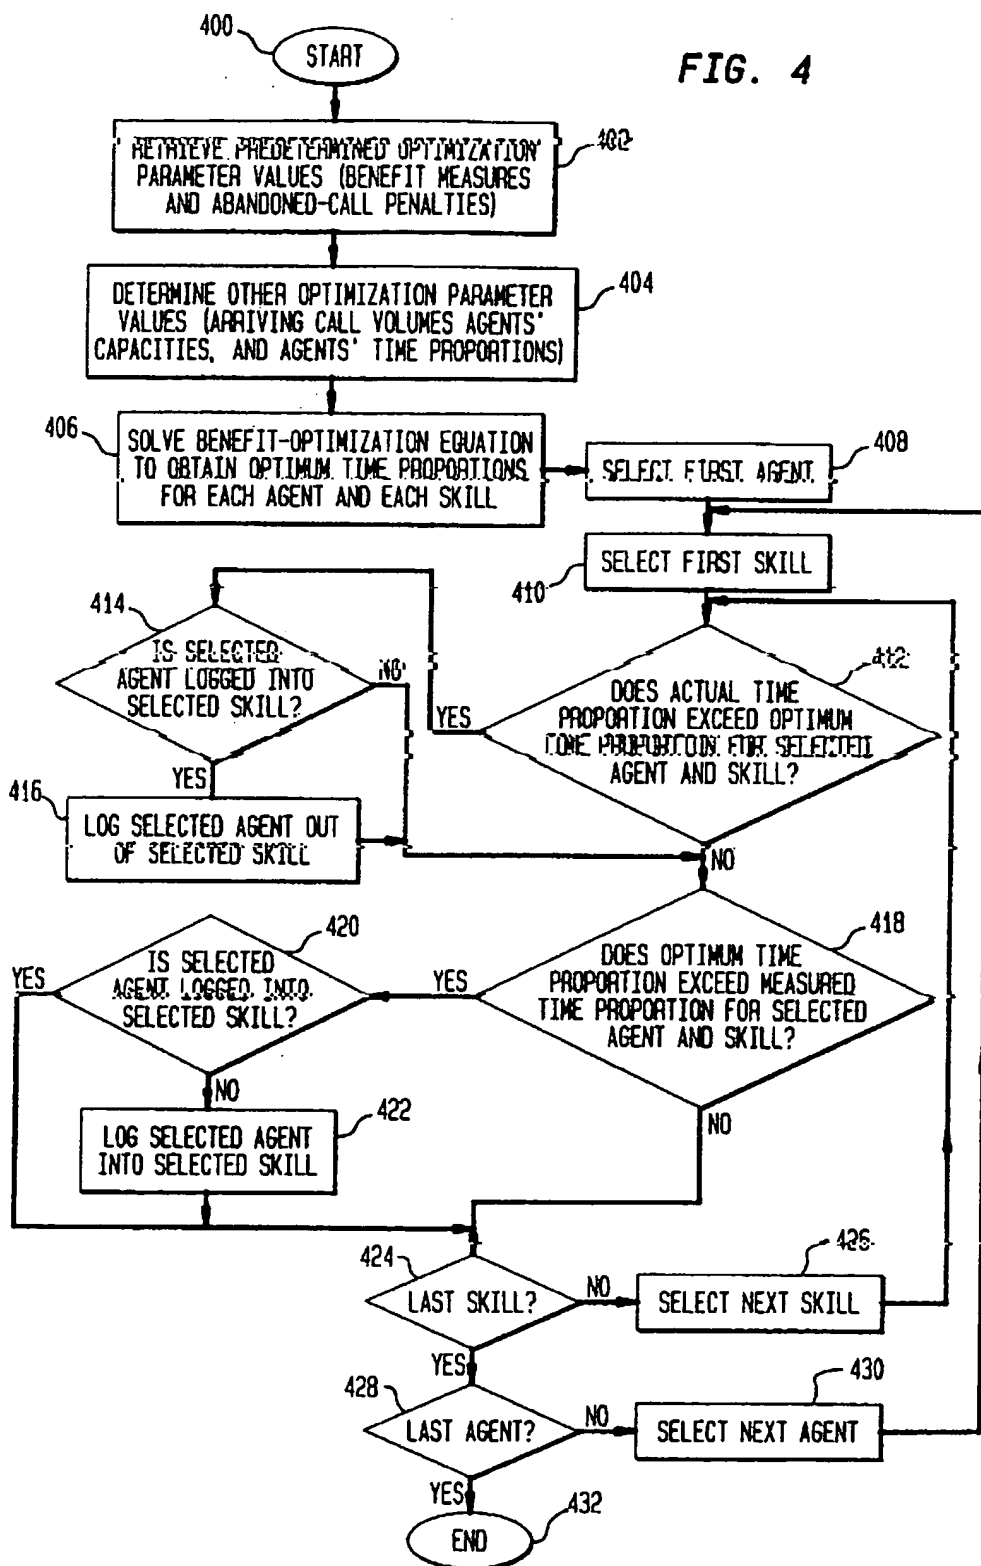 FIG. 4
400
START
402
RETRIEVE PREDETERMINED OPTIMIZATION
PARAMETER VALUES (BENEFIT MEASURES
AND ABANDONED-CALL PENALTIES)
404
DETERMINE OTHER OPTIMIZATION PARAMETER
VALUES (ARRIVING CALL VOLUMES AGENTS'
CAPACITIES, AND AGENTS' TIME PROPORTIONS)
406
SOLVE BENEFIT-OPTIMIZATION EQUATION
TO OBTAIN OPTIMUM TIME PROPORTIONS
FOR EACH AGENT AND EACH SKILL
408
SELECT FIRST AGENT
410
SELECT FIRST SKILL
412
DOES ACTUAL TIME
PROPORTION EXCEED OPTIMUM
TIME PROPORTION FOR SELECTED
AGENT AND SKILL?
YES
NO
414
IS SELECTED
AGENT LOGGED INTO
SELECTED SKILL?
NO
YES
416
LOG SELECTED AGENT OUT
OF SELECTED SKILL
418
DOES OPTIMUM TIME
PROPORTION EXCEED MEASURED
TIME PROPORTION FOR SELECTED
AGENT AND SKILL?
YES
NO
420
IS SELECTED
AGENT LOGGED INTO
SELECTED SKILL?
YES
NO
422
LOG SELECTED AGENT
INTO SELECTED SKILL
424
LAST SKILL?
NO
YES
426
SELECT NEXT SKILL
428
LAST AGENT?
NO
YES
430
SELECT NEXT AGENT
432
END